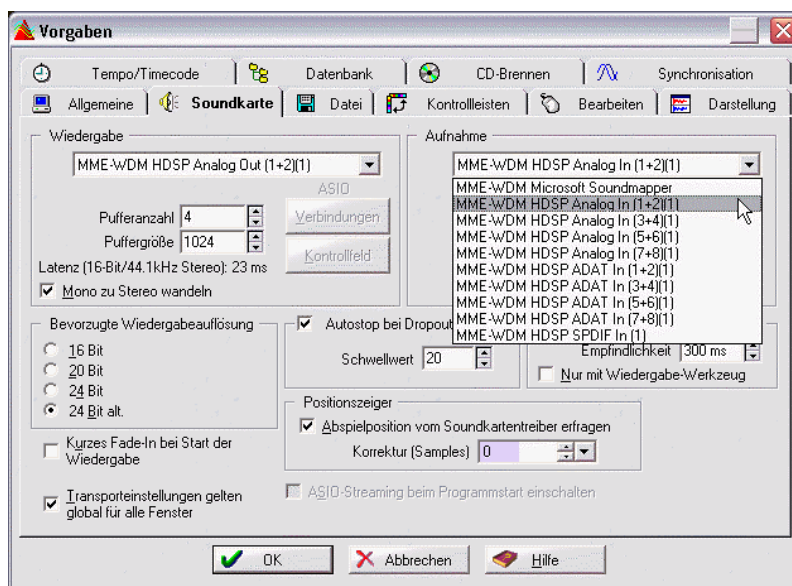 Vorgaben
Tempo/Timecode
Datenbank
CD-Brennen
Synchronisation
Allgemeine
Soundkarte
Datei
Kontrollleisten
Bearbeiten
Darstellung
Wiedergabe
MME-WDM HDSP Analog Out (1+2)(1)
ASIO
Pufferanzahl 4
Verbindungen
Puffergröße 1024
Kontrollfeld
Latenz (16-Bit/44.1kHz Stereo): 23 ms
Mono zu Stereo wandeln
Aufnahme
MME-WDM HDSP Analog In (1+2)(1)
MME-WDM Microsoft Soundmapper
MME-WDM HDSP Analog In (1+2)(1)
MME-WDM HDSP Analog In (3+4)(1)
MME-WDM HDSP Analog In (5+6)(1)
MME-WDM HDSP Analog In (7+8)(1)
MME-WDM HDSP ADAT In (1+2)(1)
MME-WDM HDSP ADAT In (3+4)(1)
MME-WDM HDSP ADAT In (5+6)(1)
MME-WDM HDSP ADAT In (7+8)(1)
MME-WDM HDSP SPDIF In (1)
Bevorzugte Wiedergabeauflösung
16 Bit
20 Bit
24 Bit
24 Bit alt.
Autostop bei Dropout
Schwellwert 20
Empfindlichkeit 300 ms
Nur mit Wiedergabe-Werkzeug
Positionszeiger
Abspielposition vom Soundkartentreiber erfragen
Korrektur (Samples) 0
Kurzes Fade-In bei Start der
Wiedergabe
Transporteinstellungen gelten
global für alle Fenster
ASIO-Streaming beim Programmstart einschalten
OK
Abbrechen
Hilfe